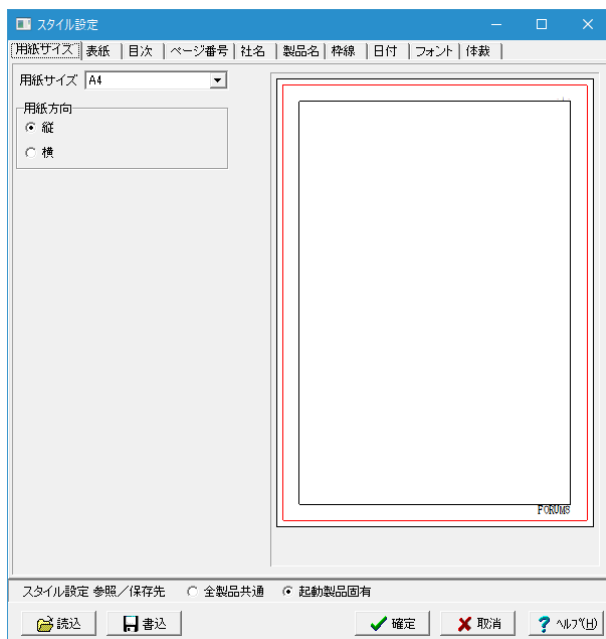 スタイル設定
用紙サイズ 表紙 目次 ページ番号 社名 製品名 枠線 日付 フォント 体裁
用紙サイズ A4
用紙方向
縦
横
FORUM8
スタイル設定 参照／保存先 全製品共通 起動製品固有
読込 書込 確定 取消 ? ﾍﾙﾌﾟ(H)